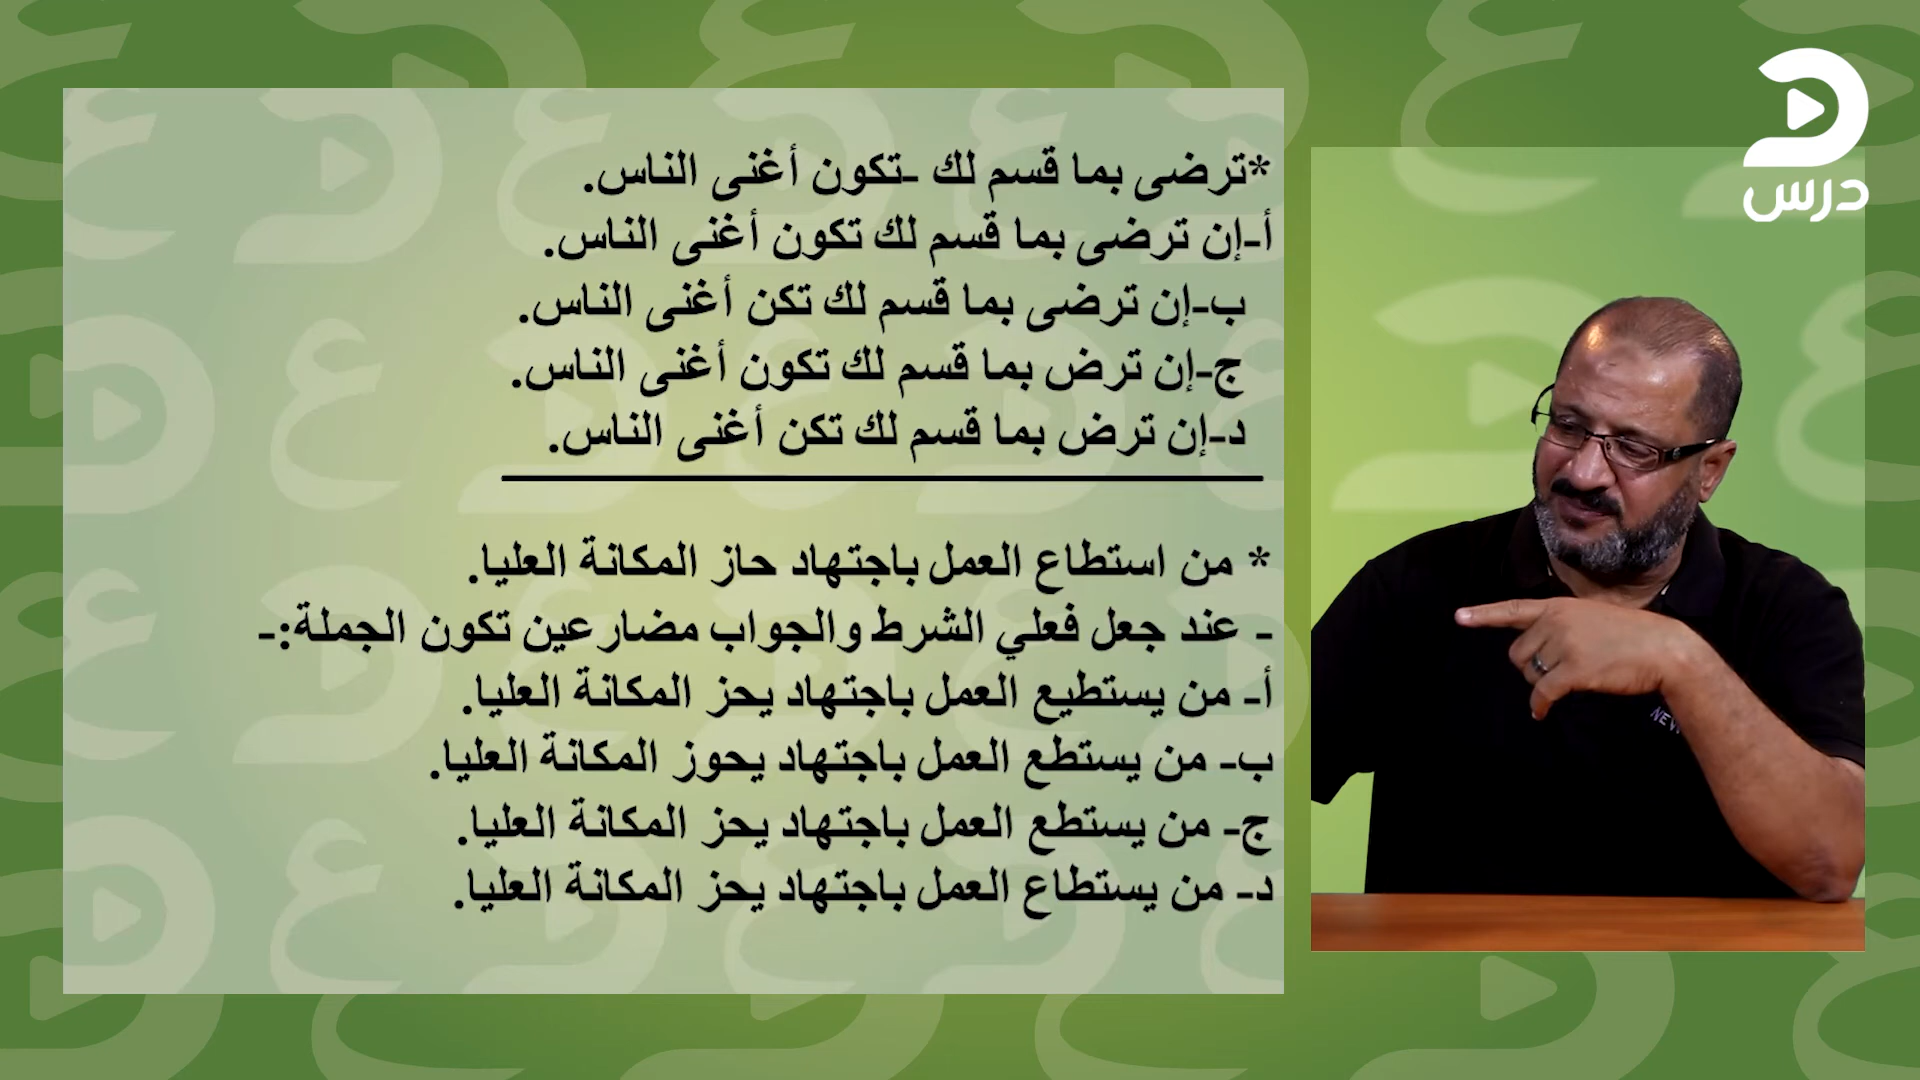 درس
*ترضى بما قسم لك -تكون أغنى الناس.
أ-إن ترضى بما قسم لك تكون أغنى الناس.
ب-إن ترضى بما قسم لك تكن أغنى الناس.
ج-إن ترض بما قسم لك تكون أغنى الناس.
د-إن ترض بما قسم لك تكن أغنى الناس.
* من استطاع العمل باجتهاد حاز المكانة العليا.
- عند جعل فعلي الشرط والجواب مضارعين تكون الجملة:-
أ- من يستطيع العمل باجتهاد يحز المكانة العليا.
ب- من يستطع العمل باجتهاد يحوز المكانة العليا.
ج- من يستطع العمل باجتهاد يحز المكانة العليا.
د- من يستطاع العمل باجتهاد يحز المكانة العليا.